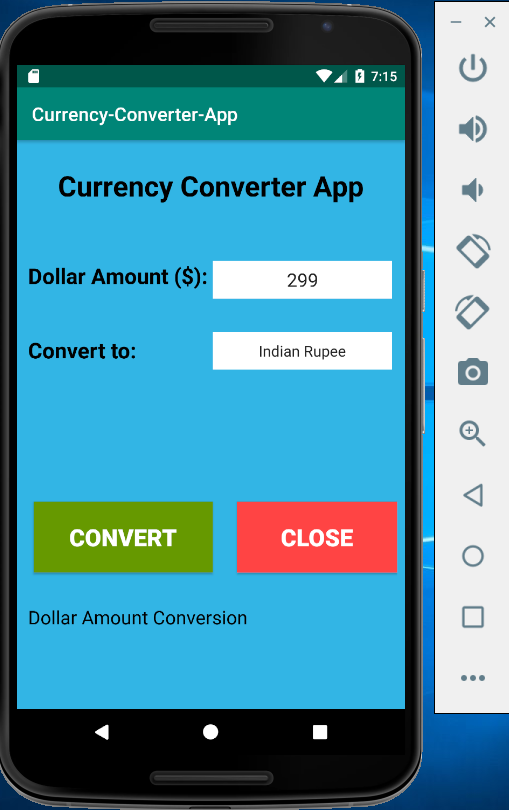 7:15
Currency-Converter-App
Currency Converter App
Dollar Amount ($): 299
Convert to: Indian Rupee
CONVERT CLOSE
Dollar Amount Conversion